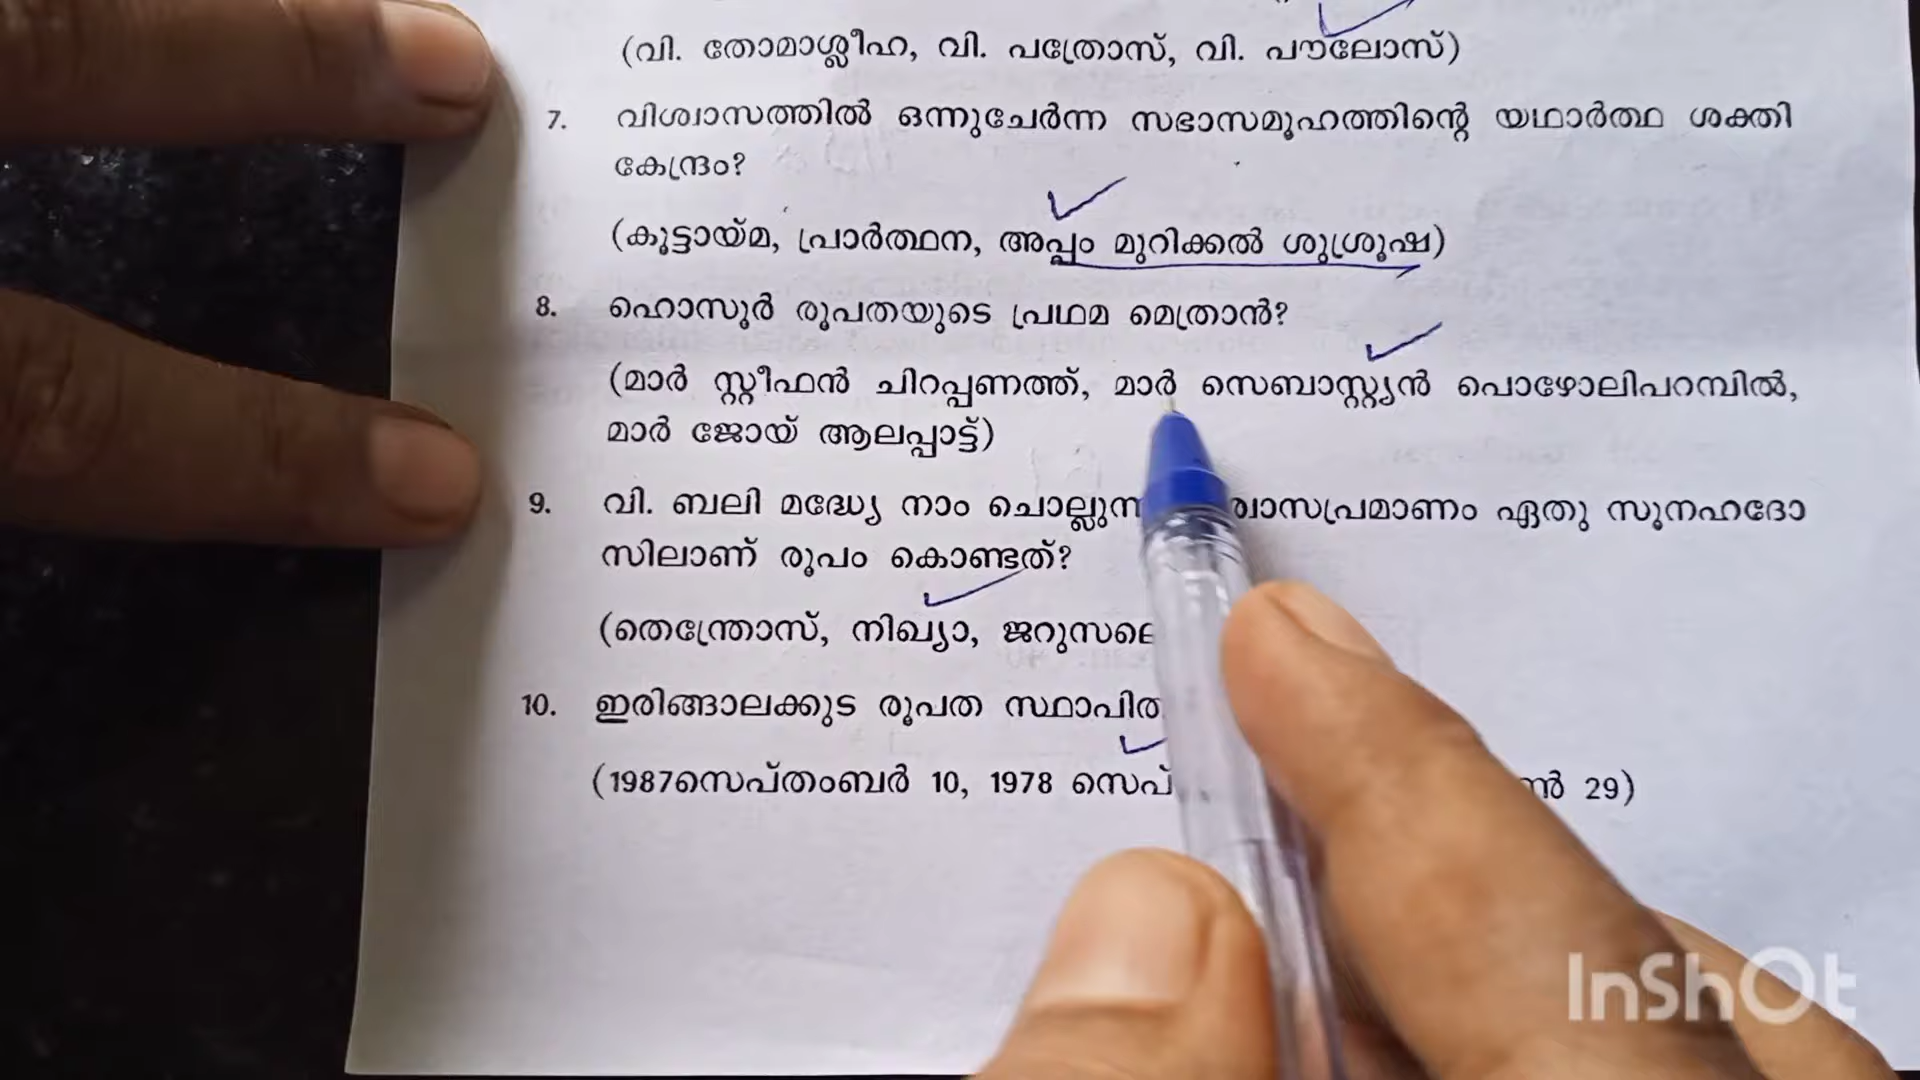 (വി. തോമാശ്ലീഹ, വി. പത്രോസ്, വി. പൗലോസ്)
7. വിശ്വാസത്തിൽ ഒന്നുചേർന്ന സഭാസമൂഹത്തിന്റെ യഥാർത്ഥ ശക്തി
കേന്ദ്രം?
(കൂട്ടായ്മ, പ്രാർത്ഥന, അപ്പം മുറിക്കൽ ശുശ്രൂഷ)
8. ഹൊസൂർ രൂപതയുടെ പ്രഥമ മെത്രാൻ?
(മാർ സ്റ്റീഫൻ ചിറപ്പണത്ത്, മാർ സെബാസ്റ്റ്യൻ പൊഴോലിപറമ്പിൽ,
മാർ ജോയ് ആലപ്പാട്ട്)
9. വി. ബലി മദ്ധ്യേ നാം ചൊല്ലുന്ന ഏതു സൂനഹദോ
സിലാണ് രൂപം കൊണ്ടത്?
(തെന്ത്രോസ്, നിഖ്യാ,
10. ഇരിങ്ങാലക്കുട രൂപത
(1987സെപ്തംബർ 10, 1978 29)
InShOt